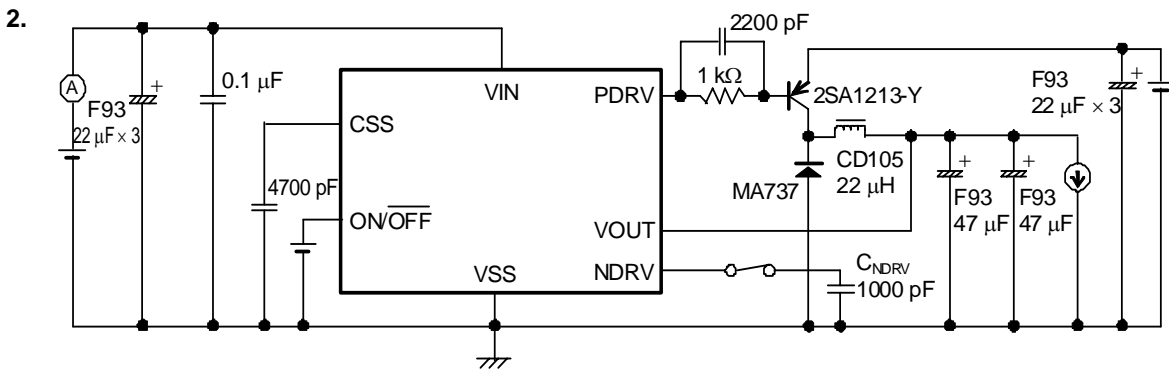 2.
2200 pF
1 kΩ
A
F93
22 μF × 3
0.1 μF
VIN
PDRV
2SA1213-Y
F93
22 μF × 3
CSS
4700 pF
ON/O̅F̅F̅
CD105
22 μH
MA737
F93
47 μF
F93
47 μF
VOUT
NDRV
VSS
CNDRV
1000 pF